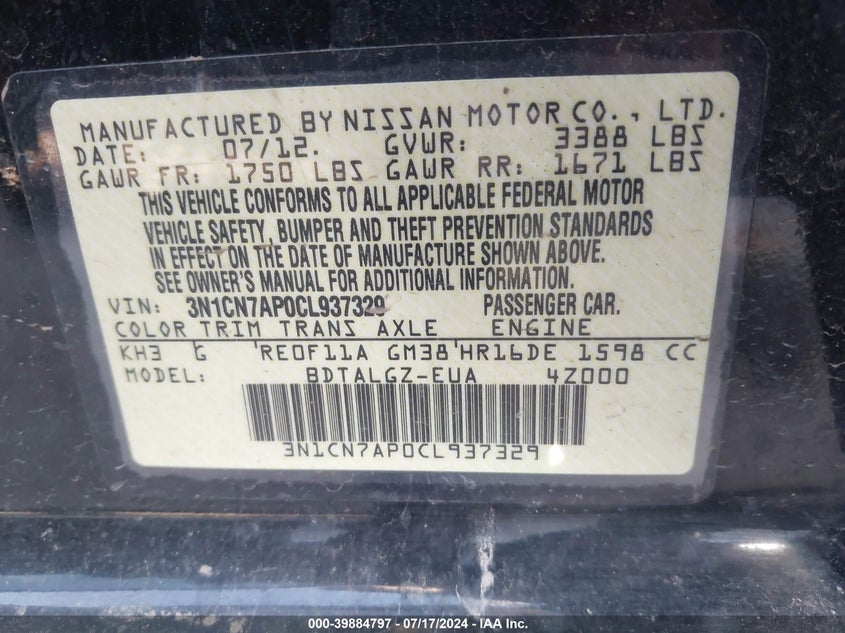 MANUFACTURED BY NISSAN MOTOR CO., LTD.
DATE: 07/12. GVWR: 3388 LBS
GAWR FR: 1750 LBS GAWR RR: 1671 LBS
THIS VEHICLE CONFORMS TO ALL APPLICABLE FEDERAL MOTOR
VEHICLE SAFETY, BUMPER AND THEFT PREVENTION STANDARDS
IN EFFECT ON THE DATE OF MANUFACTURE SHOWN ABOVE.
SEE OWNER'S MANUAL FOR ADDITIONAL INFORMATION.
VIN: 3N1CN7AP0CL937329 PASSENGER CAR.
COLOR TRIM TRANS AXLE ENGINE
KH3 G RE0F11A GM38 HR16DE 1598 CC
MODEL: BDTALGZ-EUA 4Z000
3N1CN7AP0CL937329
000-39884797 - 07/17/2024 - IAA Inc.